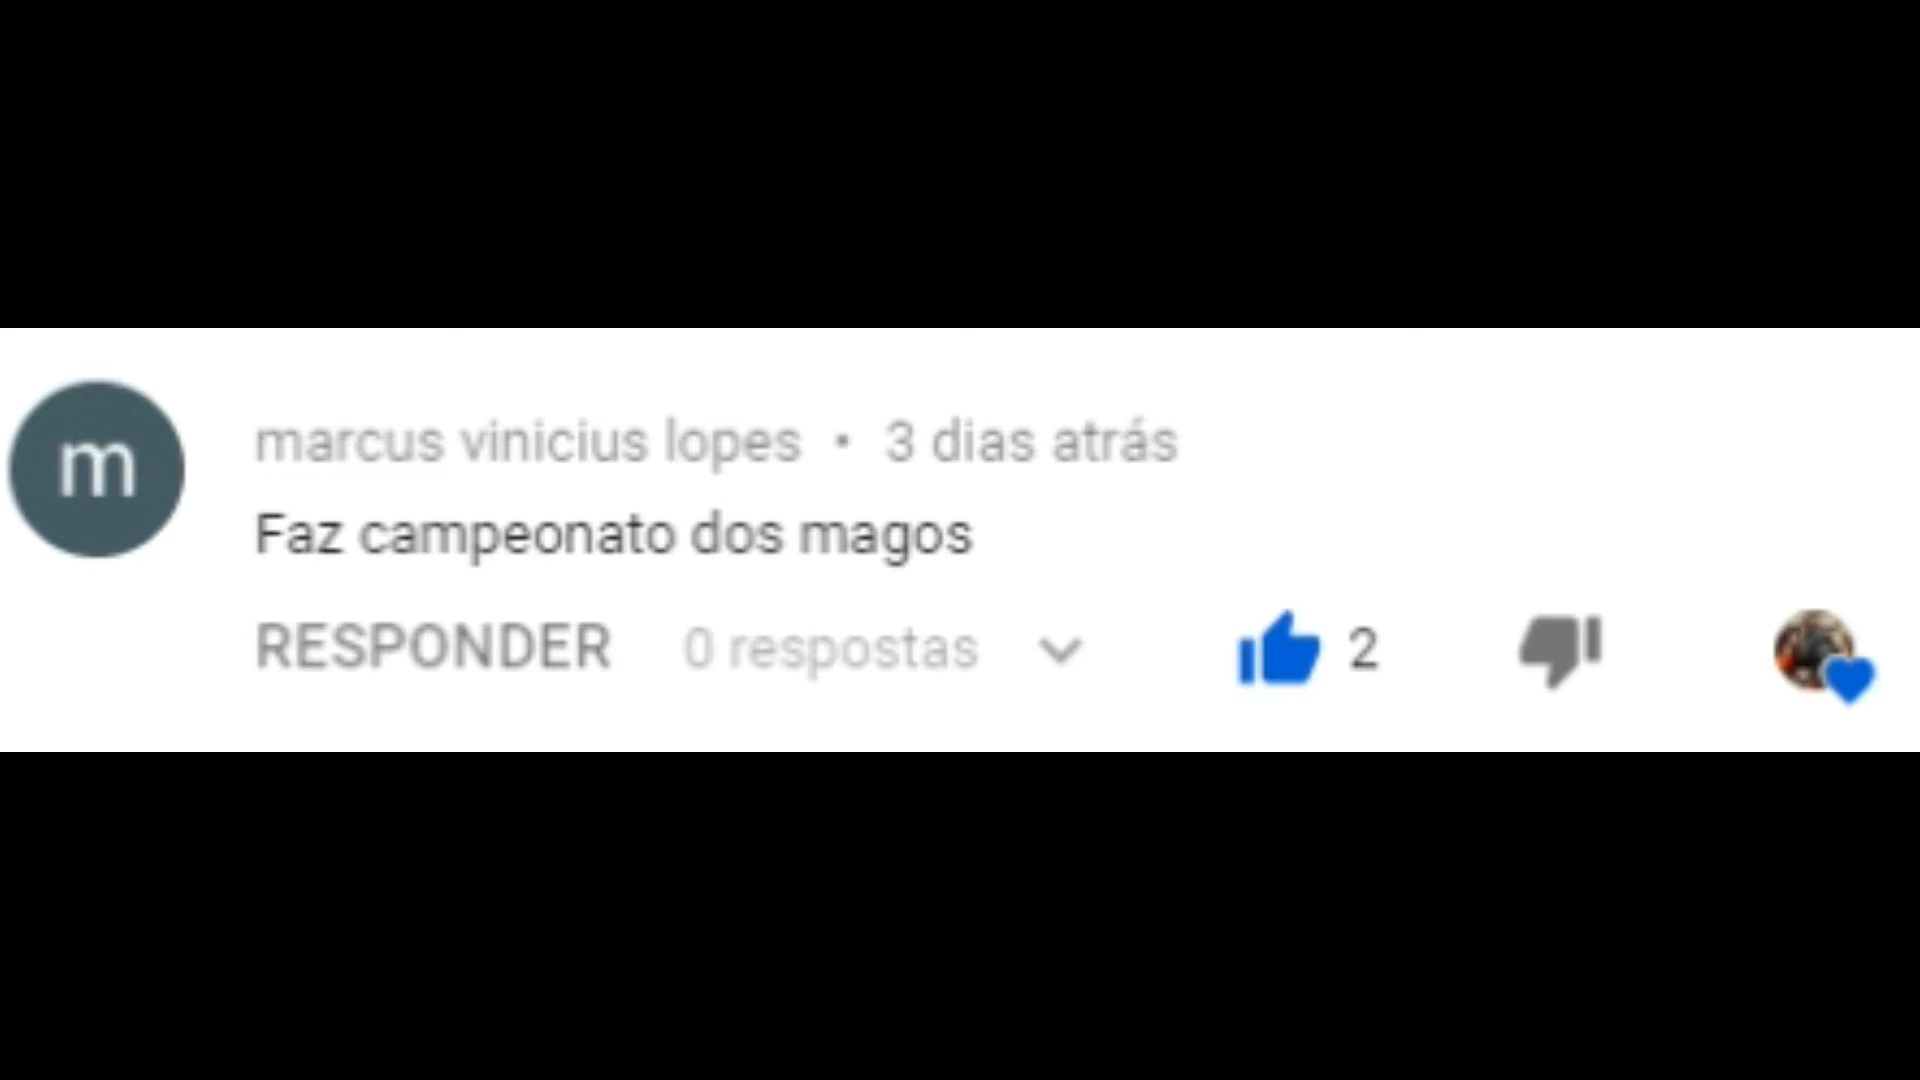 m
marcus vinicius lopes • 3 dias atrás
Faz campeonato dos magos
RESPONDER 0 respostas 2